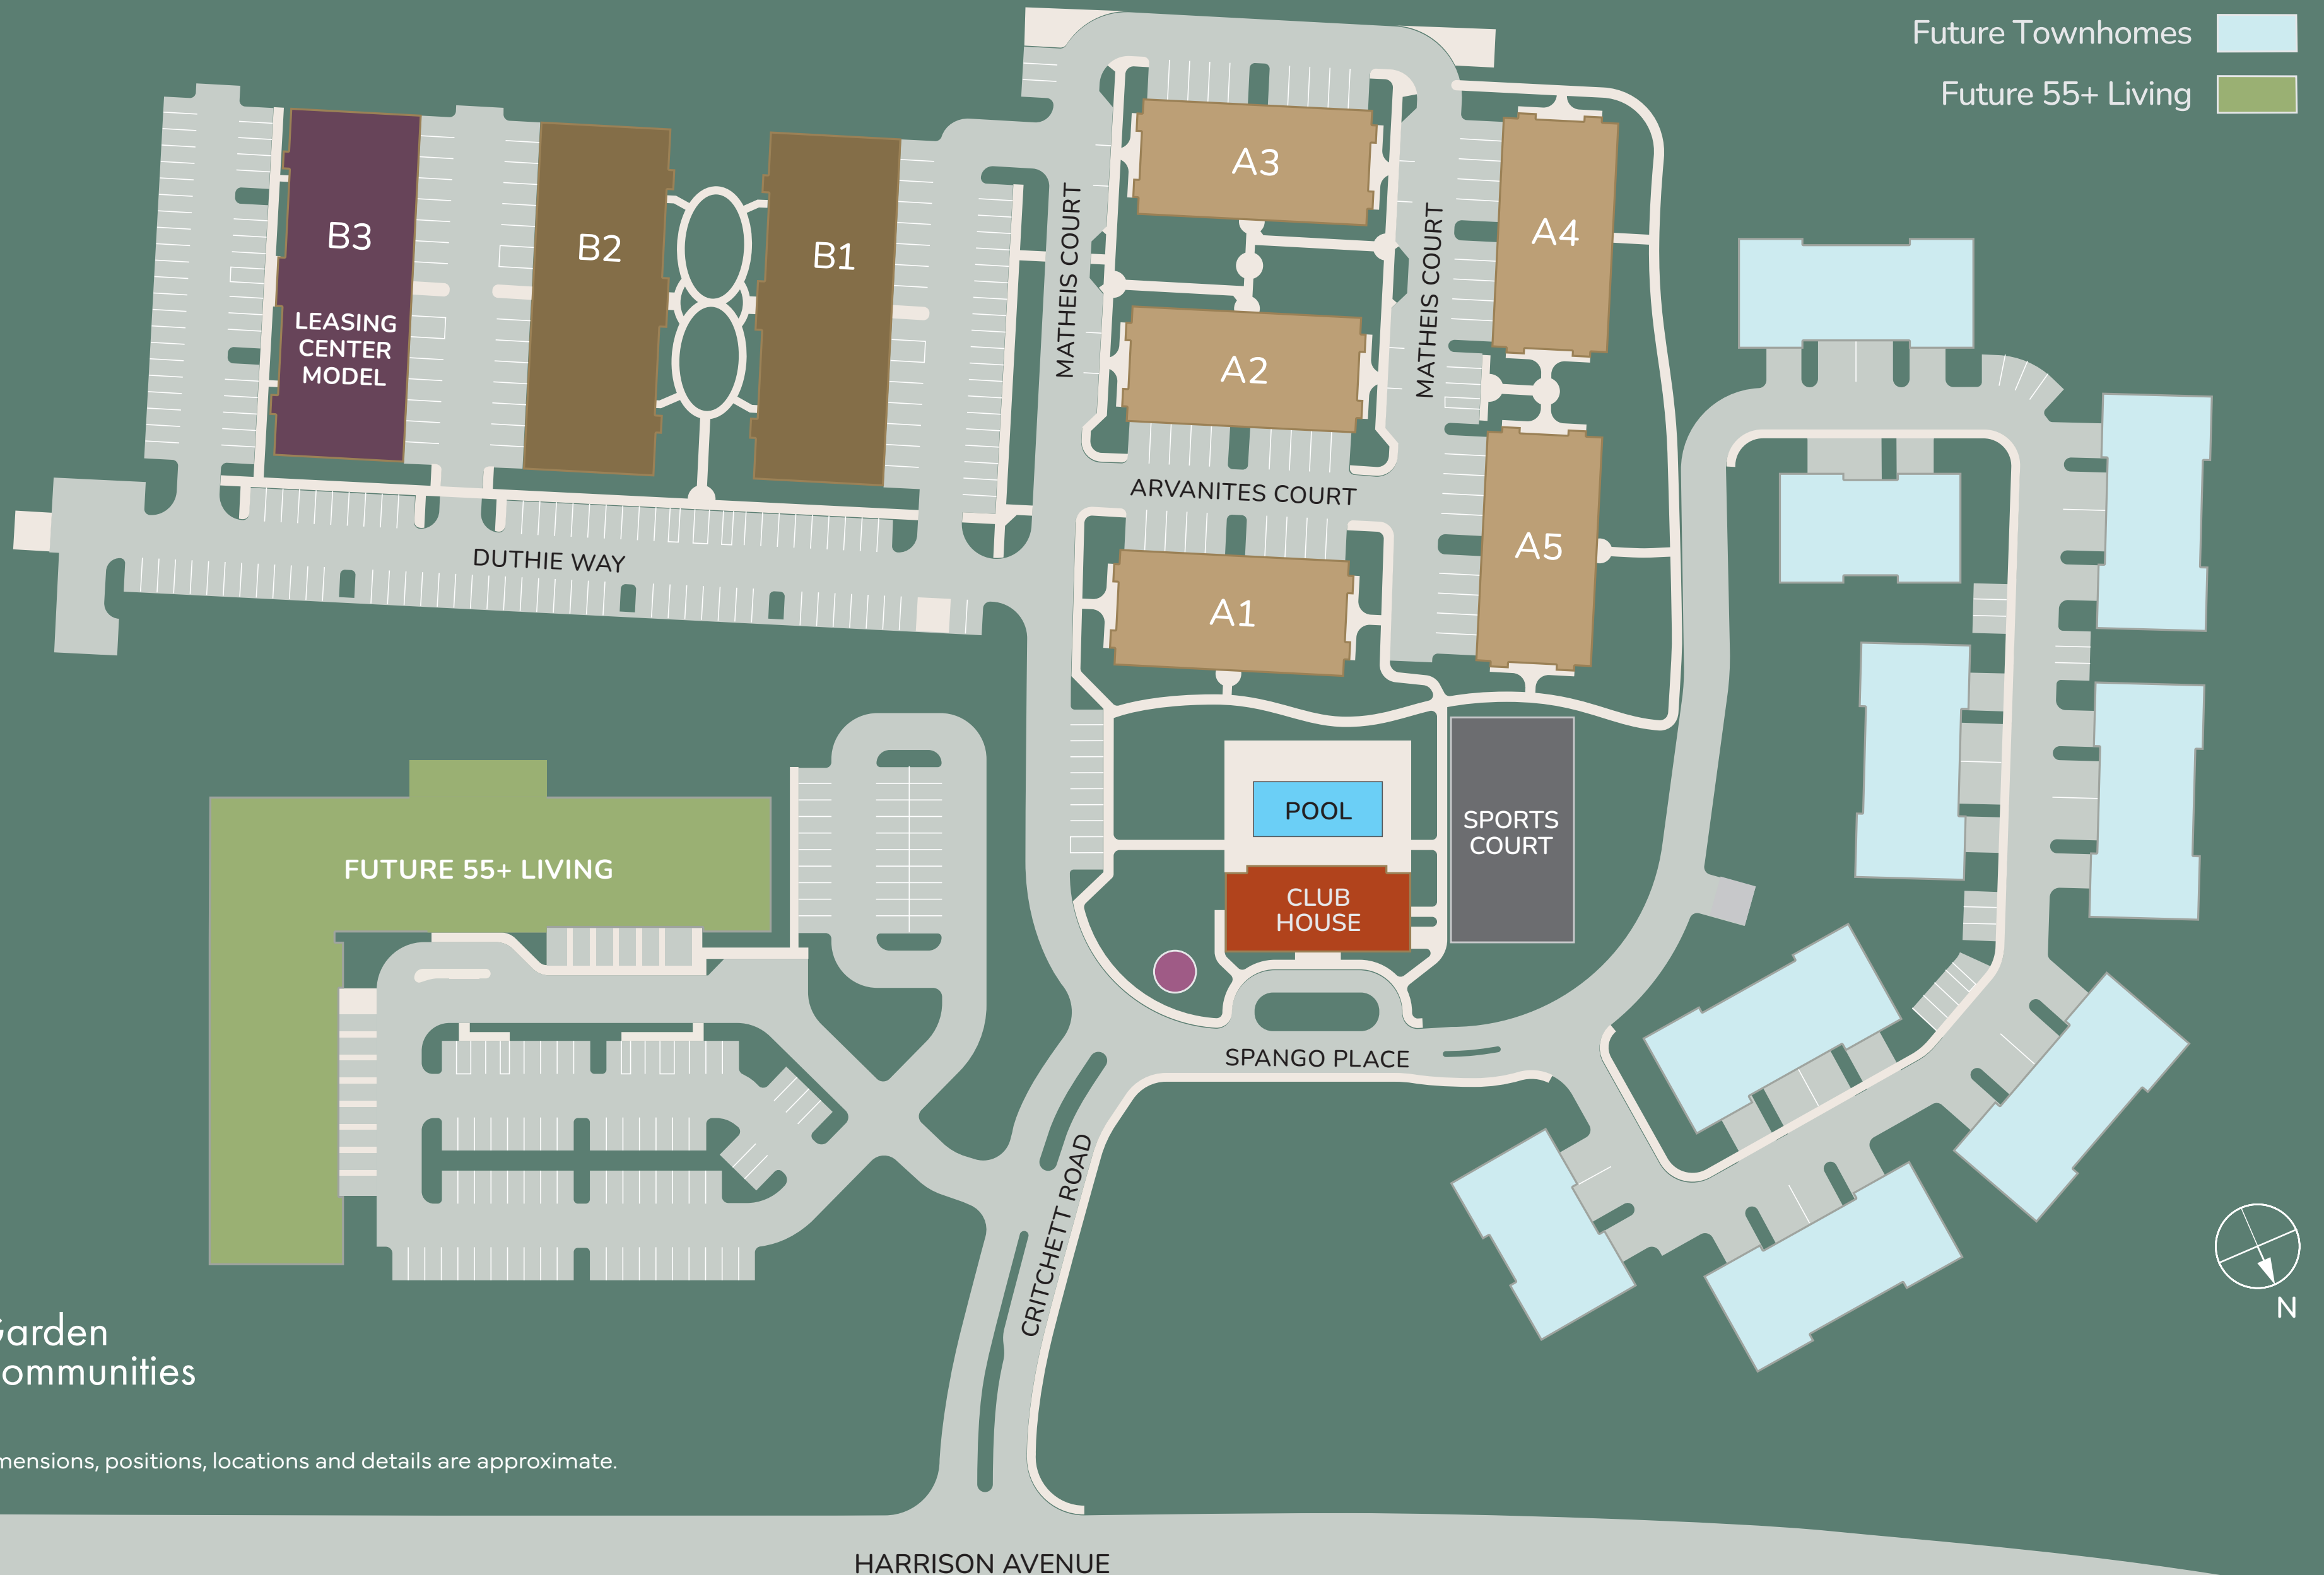 Future Townhomes
Future 55+ Living
A3
B3
B2
B1
A4
MATHEIS COURT
MATHEIS COURT
LEASING
CENTER
MODEL
A2
ARVANITES COURT
DUTHIE WAY
A5
A1
POOL
SPORTS
COURT
FUTURE 55+ LIVING
CLUB
HOUSE
SPANGO PLACE
CRITCHETT ROAD
N
Garden
ommunities
mensions, positions, locations and details are approximate.
HARRISON AVENUE